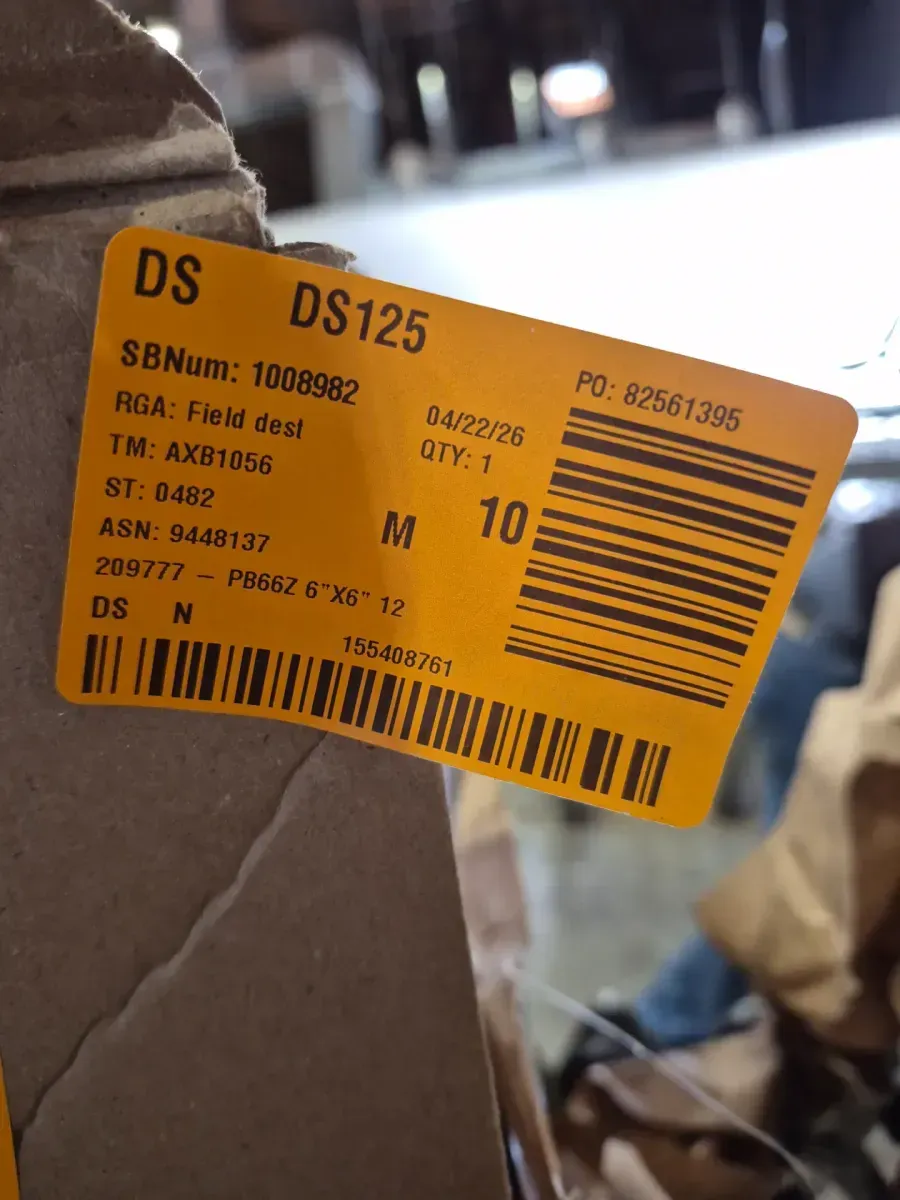 DS DS125
SBNum: 1008982
RGA: Field dest
TM: AXB1056
ST: 0482
ASN: 9448137
209777 – PB66Z 6"X6" 12
DS N
04/22/26
QTY: 1
M 10
PO: 82561395
155408761